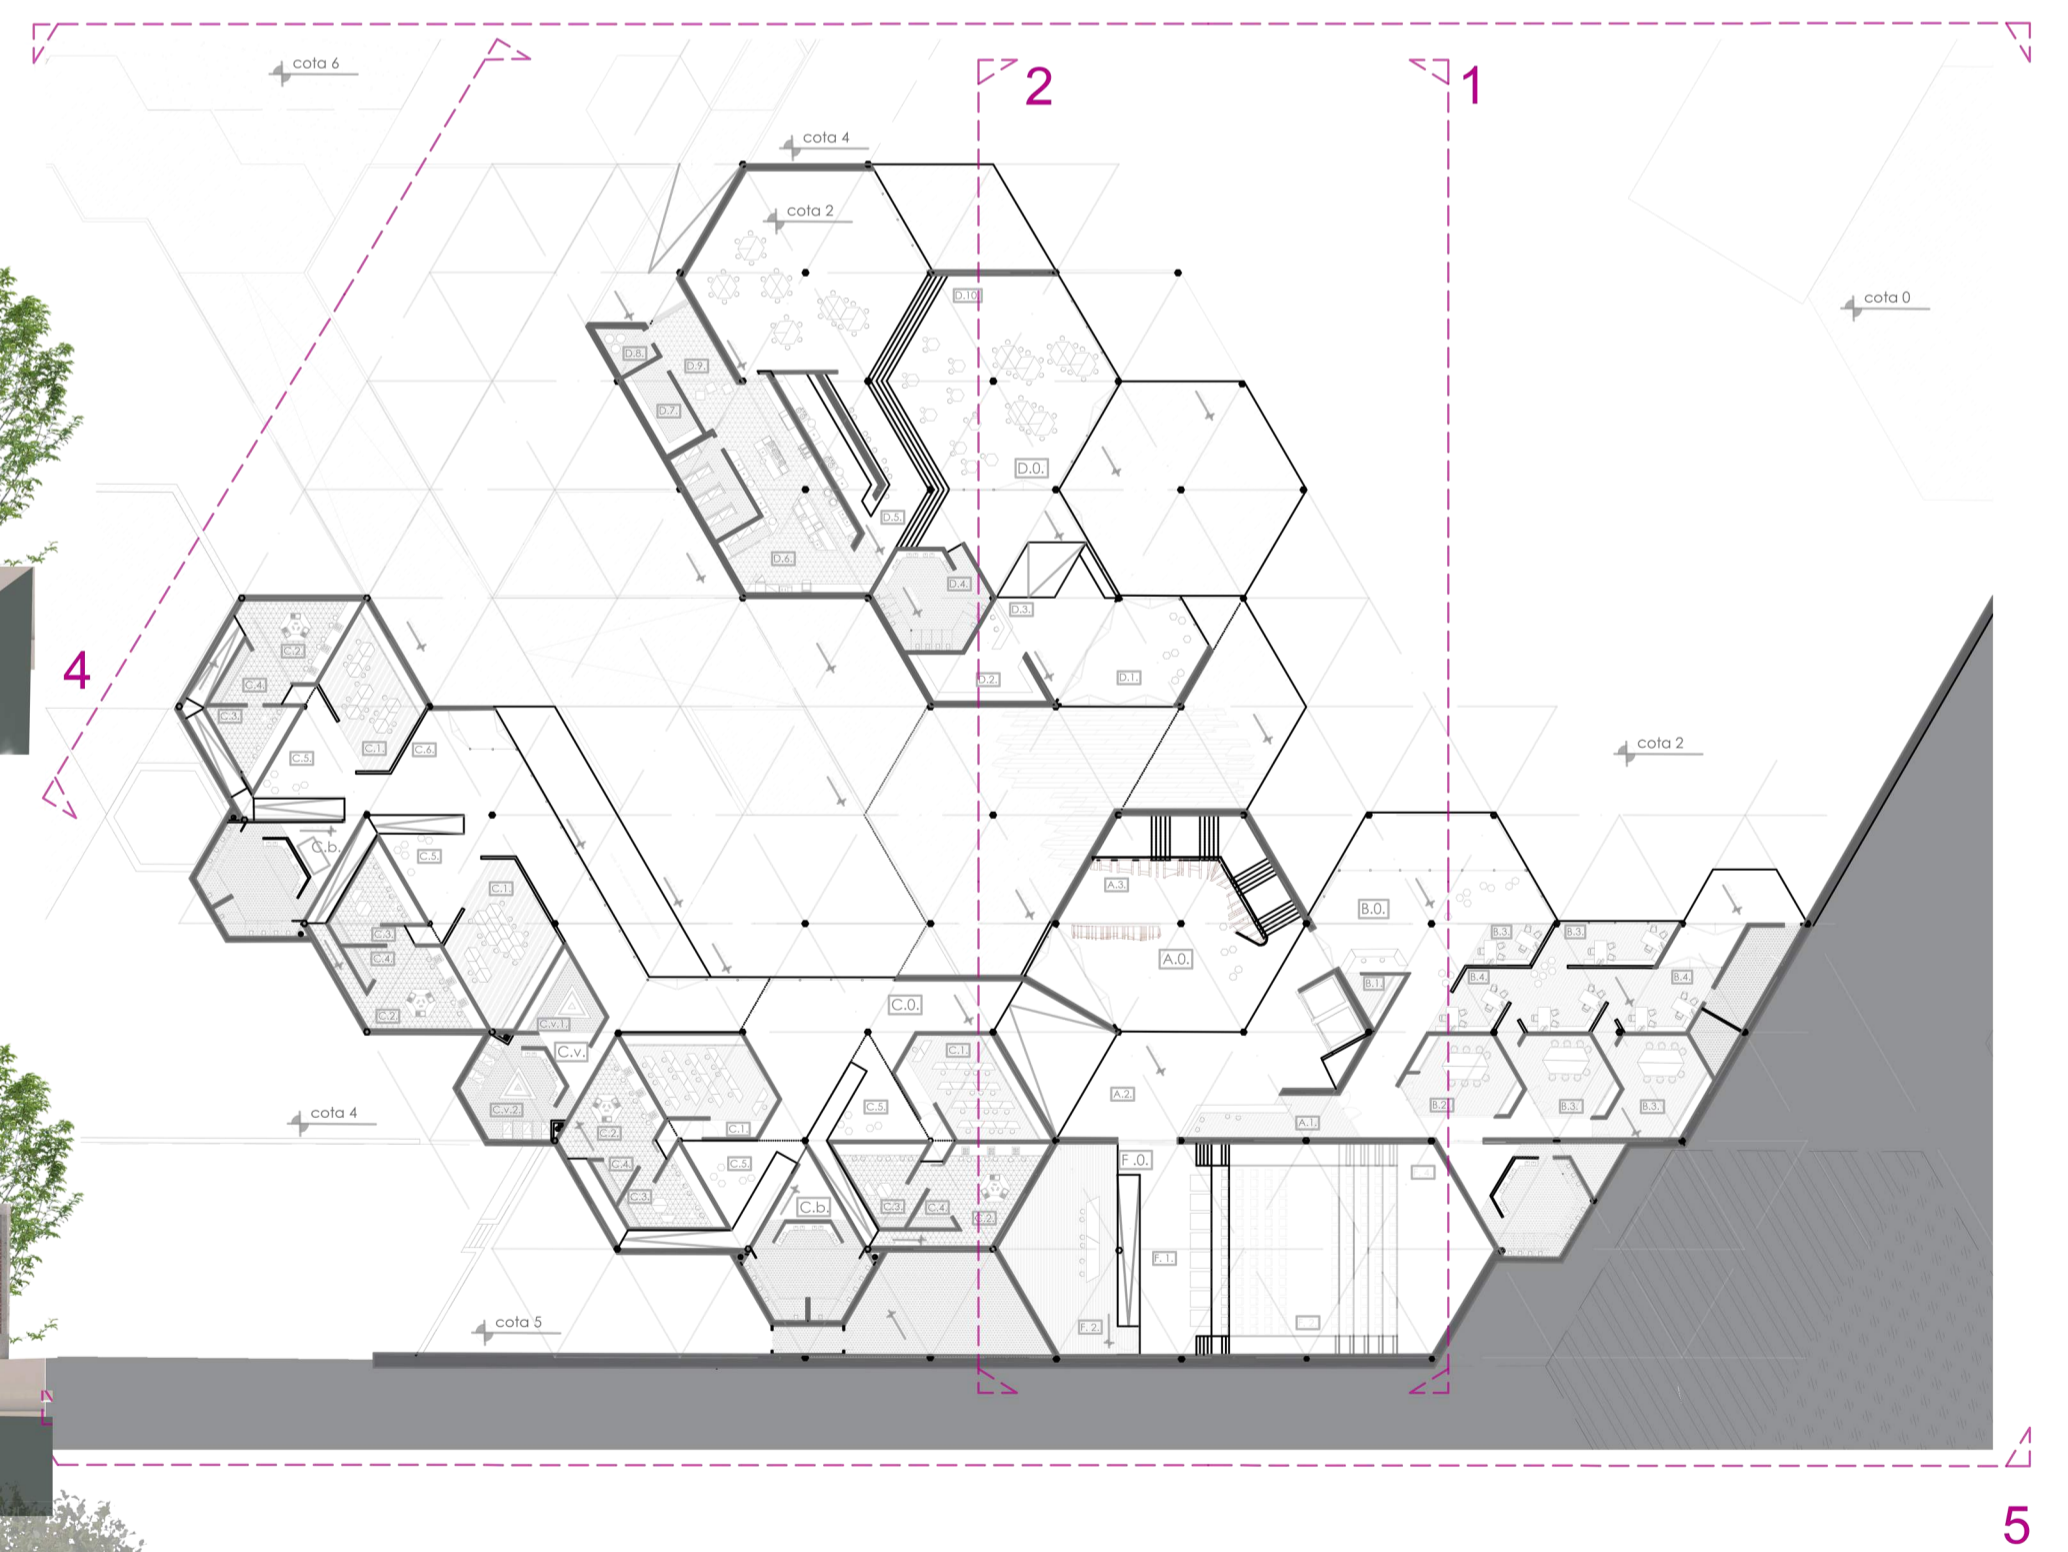 cota 6
2
1
cota 4
cota 2
D.10.
cota 0
D.8.
D.9.
D.7.
D.0.
D.5.
D.6.
D.4.
D.3.
C.2.
4
D.2.
D.1.
C.4.
C.3.
C.1.
C.6.
C.5.
cota 2
C.b.
C.5.
C.1.
A.3.
B.0.
C.3.
B.3.
B.3.
C.4.
A.0.
B.4.
B.4.
B.1.
C.0.
C.2.
C.v.1.
C.v.
C.1.
A.2.
C.v.2.
C.5.
B.2.
B.3.
B.3.
cota 4
C.2.
C.1.
A.1.
C.4.
C.5.
F.0.
C.3.
C.b.
C.3.
C.4.
C.2.
F.1.
cota 5
F.2.
5